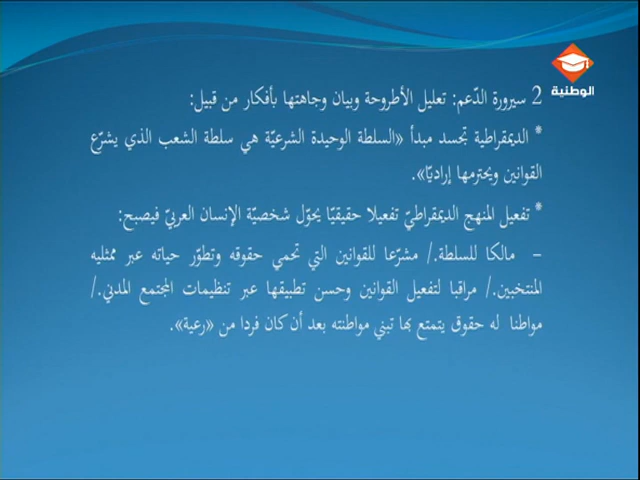 الوطنية
2 سيرورة الدّعم: تعليل الأطروحة وبيان وجاهتها بأفكار من قبيل:
* الديمقراطية تجسد مبدأ «السلطة الوحيدة الشرعيّة هي سلطة الشعب الذي يشرّع
القوانين ويحترمها إراديّا».
* تفعيل المنهج الديمقراطيّ تفعيلا حقيقيّا يحوّل شخصيّة الإنسان العربيّ فيصبح:
– مالكا للسلطة./ مشرّعا للقوانين التي تحمي حقوقه وتطوّر حياته عبر ممثليه
المنتخبين./ مراقبا لتفعيل القوانين وحسن تطبيقها عبر تنظيمات المجتمع المدني./
مواطنا له حقوق يتمتع بها تبني مواطنته بعد أن كان فردا من «رعية».